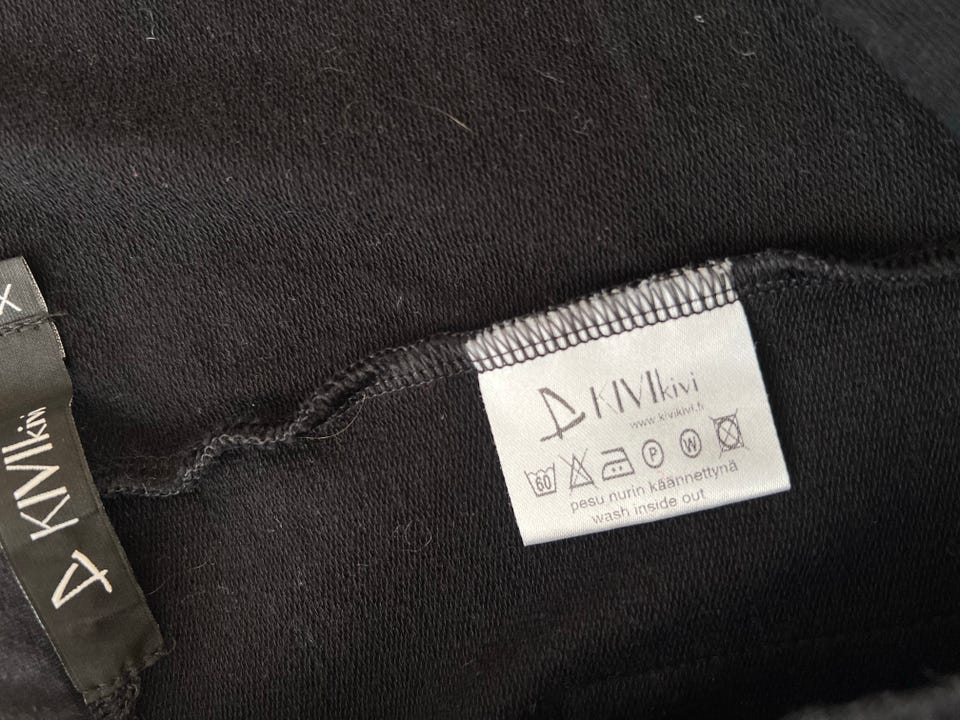 X
KIVIkivi
KIVIkivi
www.kivikivi.fi
60 P W
pesu nurin käännettynä
wash inside out